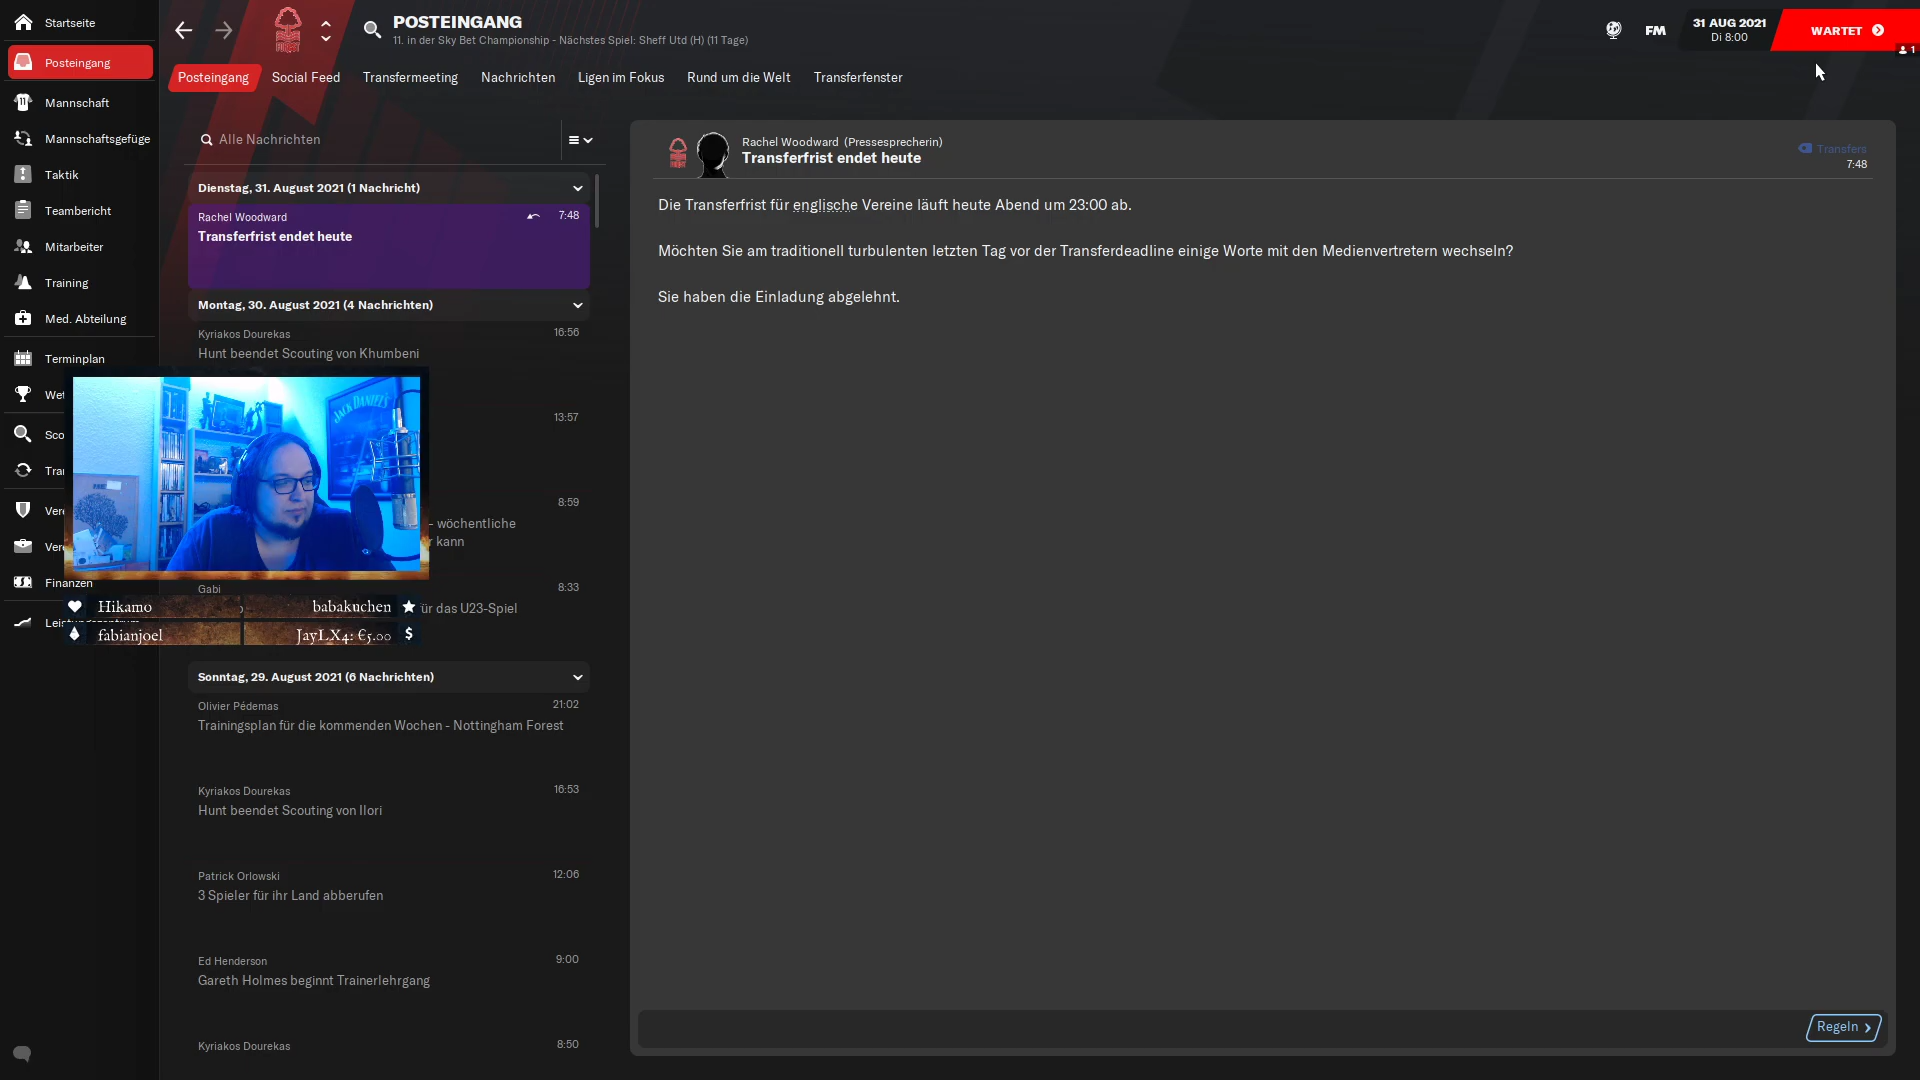 Startseite
POSTEINGANG
11. in der Sky Bet Championship - Nächstes Spiel: Sheff Utd (H) (11 Tage)
FM
31 AUG 2021
Di 8:00
WARTET
1
Posteingang
Posteingang
Social Feed
Transfermeeting
Nachrichten
Ligen im Fokus
Rund um die Welt
Transferfenster
Mannschaft
Mannschaftsgefüge
Taktik
Teambericht
Mitarbeiter
Training
Med. Abteilung
Terminplan
Wet
Sco
Tra
Ver
Ver
Finanzen
Alle Nachrichten
Dienstag, 31. August 2021 (1 Nachricht)
Rachel Woodward
7:48
Transferfrist endet heute
Montag, 30. August 2021 (4 Nachrichten)
Kyriakos Dourekas
16:56
Hunt beendet Scouting von Khumbeni
13:57
8:59
- wöchentliche
r kann
Gabi
8:33
ür das U23-Spiel
JACK DANIEL'S
Hikamo
babakuchen
fabianjoel
JayLX4: €5.00
Sonntag, 29. August 2021 (6 Nachrichten)
Olivier Pédemas
21:02
Trainingsplan für die kommenden Wochen - Nottingham Forest
Kyriakos Dourekas
16:53
Hunt beendet Scouting von Ilori
Patrick Orlowski
12:06
3 Spieler für ihr Land abberufen
Ed Henderson
9:00
Gareth Holmes beginnt Trainerlehrgang
Kyriakos Dourekas
8:50
Rachel Woodward (Pressesprecherin)
Transferfrist endet heute
Transfers
7:48
Die Transferfrist für englische Vereine läuft heute Abend um 23:00 ab.
Möchten Sie am traditionell turbulenten letzten Tag vor der Transferdeadline einige Worte mit den Medienvertretern wechseln?
Sie haben die Einladung abgelehnt.
Regeln